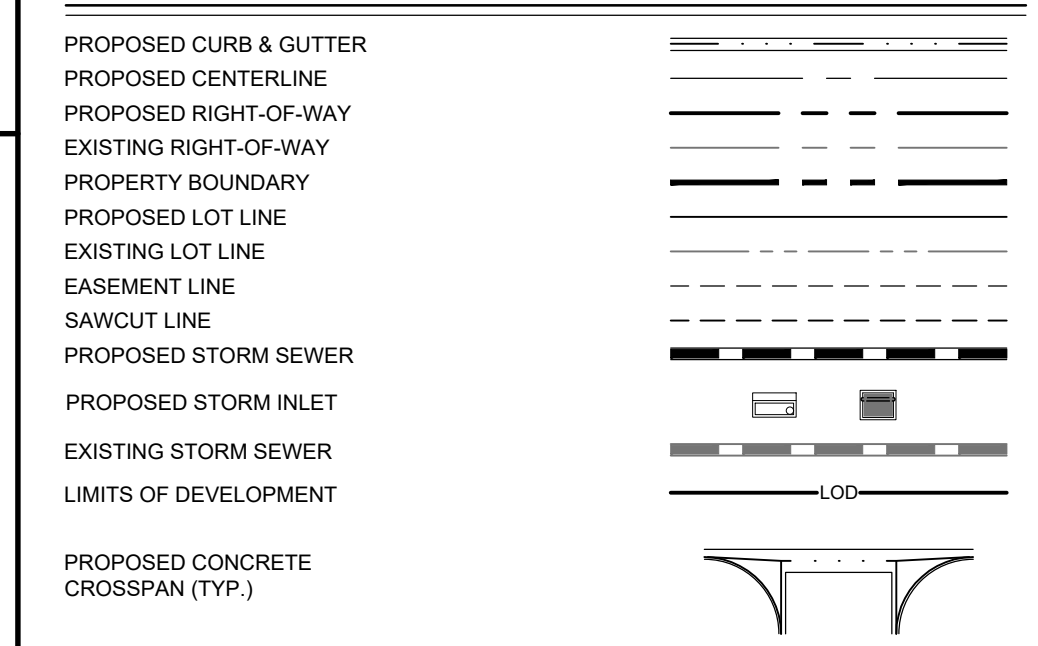 PROPOSED CURB & GUTTER
PROPOSED CENTERLINE
PROPOSED RIGHT-OF-WAY
EXISTING RIGHT-OF-WAY
PROPERTY BOUNDARY
PROPOSED LOT LINE
EXISTING LOT LINE
EASEMENT LINE
SAWCUT LINE
PROPOSED STORM SEWER
PROPOSED STORM INLET
EXISTING STORM SEWER
LIMITS OF DEVELOPMENT
LOD
PROPOSED CONCRETE
CROSSPAN (TYP.)